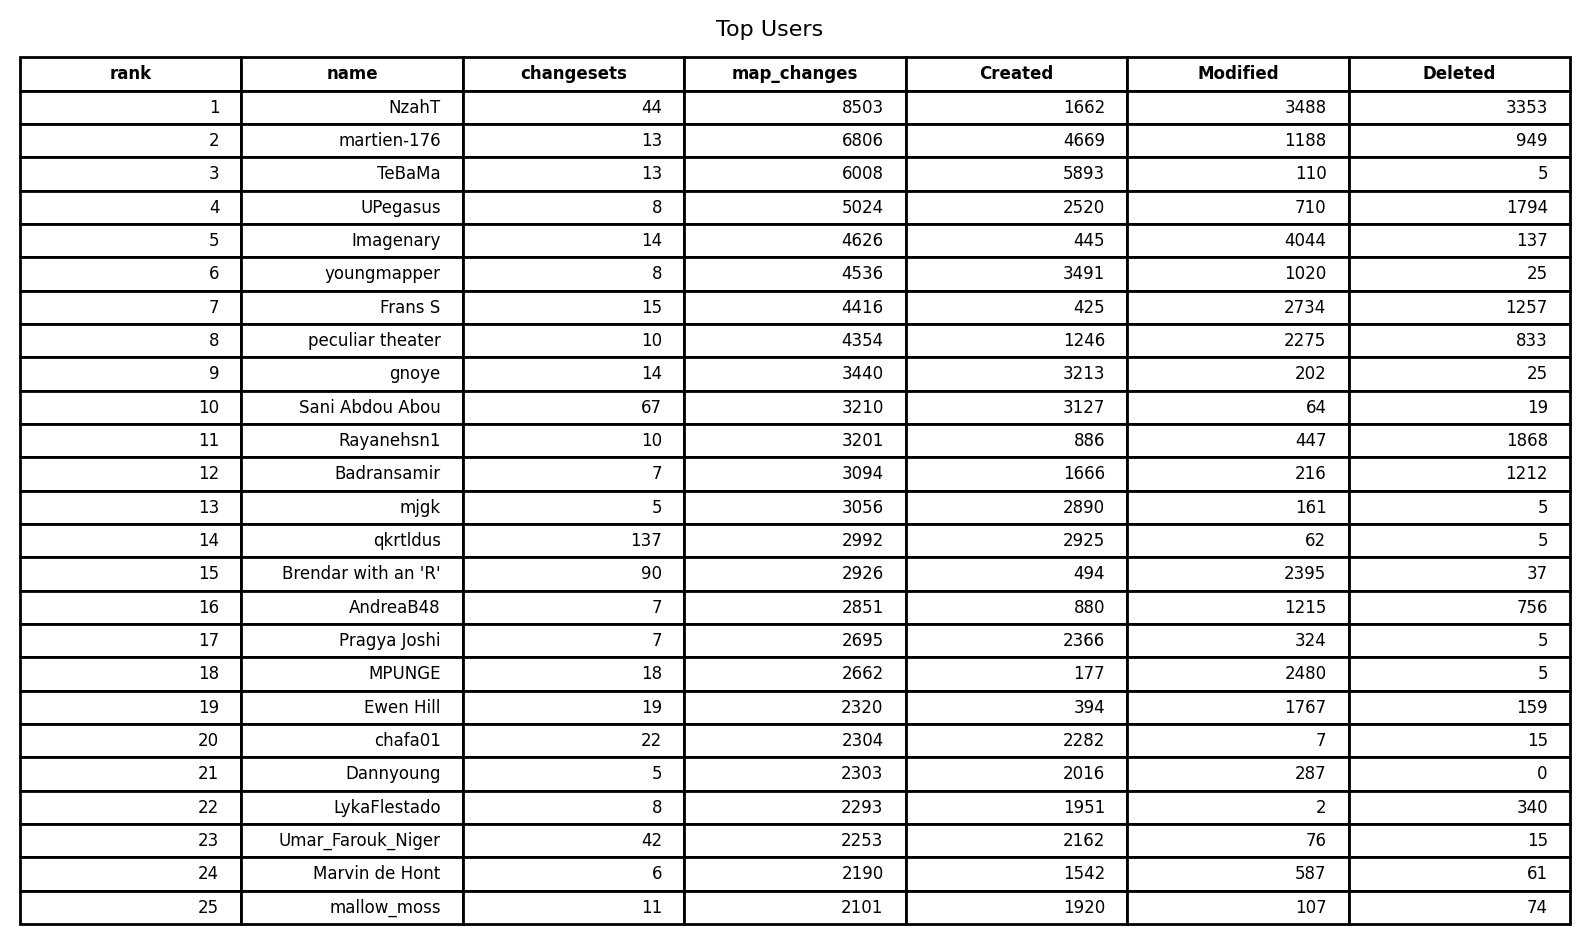 Top Users
rank name changesets map_changes Created Modified Deleted
1 NzahT 44 8503 1662 3488 3353
2 martien-176 13 6806 4669 1188 949
3 TeBaMa 13 6008 5893 110 5
4 UPegasus 8 5024 2520 710 1794
5 Imagenary 14 4626 445 4044 137
6 youngmapper 8 4536 3491 1020 25
7 Frans S 15 4416 425 2734 1257
8 peculiar theater 10 4354 1246 2275 833
9 gnoye 14 3440 3213 202 25
10 Sani Abdou Abou 67 3210 3127 64 19
11 Rayanehsn1 10 3201 886 447 1868
12 Badransamir 7 3094 1666 216 1212
13 mjgk 5 3056 2890 161 5
14 qkrtldus 137 2992 2925 62 5
15 Brendar with an 'R' 90 2926 494 2395 37
16 AndreaB48 7 2851 880 1215 756
17 Pragya Joshi 7 2695 2366 324 5
18 MPUNGE 18 2662 177 2480 5
19 Ewen Hill 19 2320 394 1767 159
20 chafa01 22 2304 2282 7 15
21 Dannyoung 5 2303 2016 287 0
22 LykaFlestado 8 2293 1951 2 340
23 Umar_Farouk_Niger 42 2253 2162 76 15
24 Marvin de Hont 6 2190 1542 587 61
25 mallow_moss 11 2101 1920 107 74